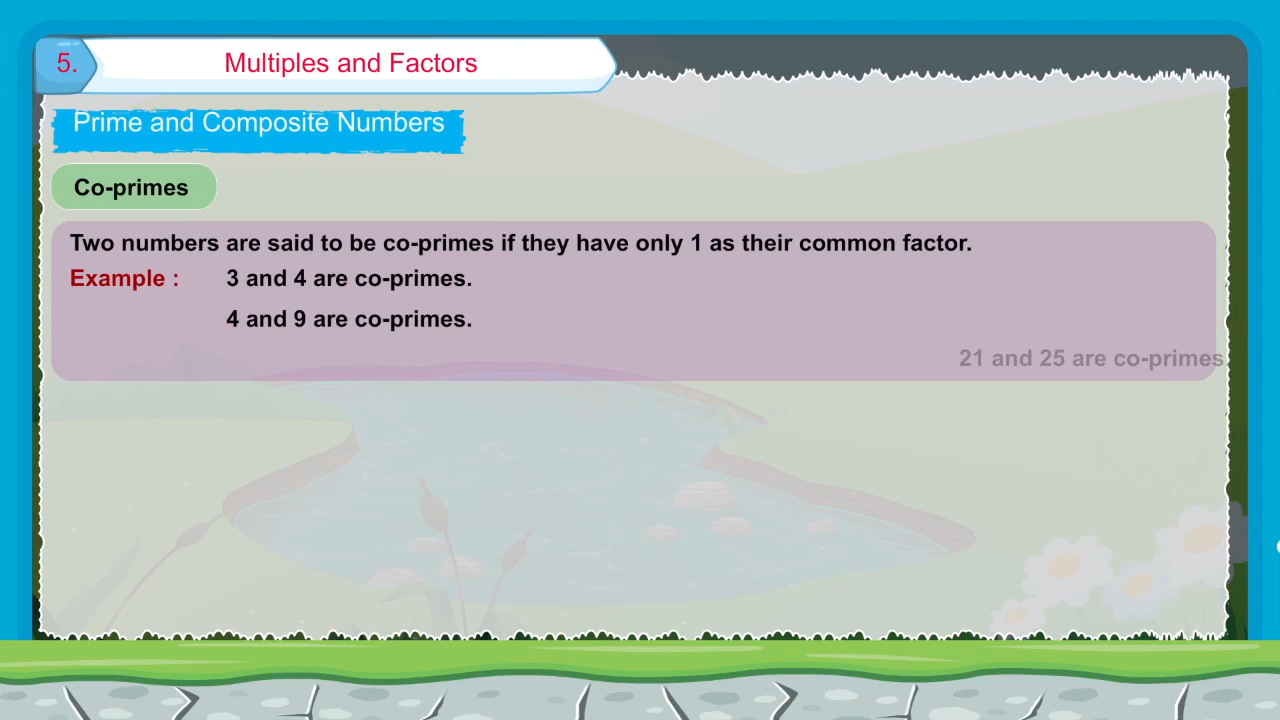 5. Multiples and Factors
Prime and Composite Numbers
Co-primes
Two numbers are said to be co-primes if they have only 1 as their common factor.
Example : 3 and 4 are co-primes.
4 and 9 are co-primes.
21 and 25 are co-primes.